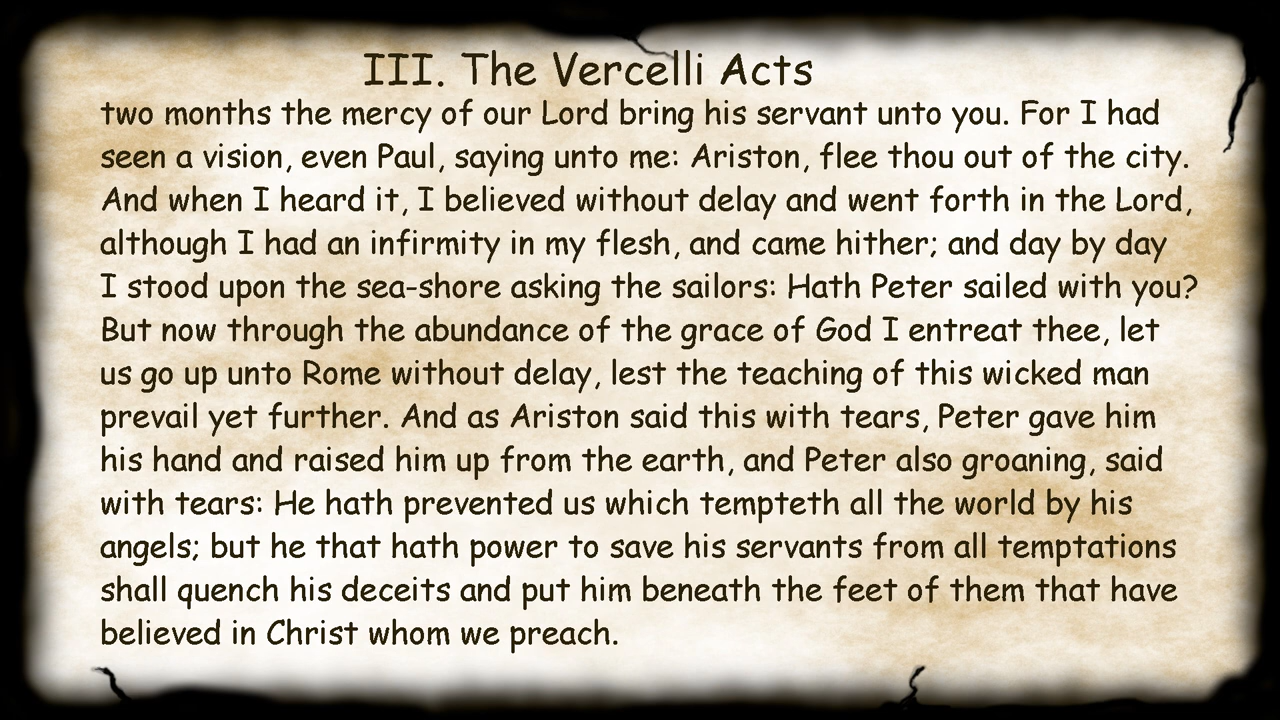 III. The Vercelli Acts
two months the mercy of our Lord bring his servant unto you. For I had
seen a vision, even Paul, saying unto me: Ariston, flee thou out of the city.
And when I heard it, I believed without delay and went forth in the Lord,
although I had an infirmity in my flesh, and came hither; and day by day
I stood upon the sea-shore asking the sailors: Hath Peter sailed with you?
But now through the abundance of the grace of God I entreat thee, let
us go up unto Rome without delay, lest the teaching of this wicked man
prevail yet further. And as Ariston said this with tears, Peter gave him
his hand and raised him up from the earth, and Peter also groaning, said
with tears: He hath prevented us which tempteth all the world by his
angels; but he that hath power to save his servants from all temptations
shall quench his deceits and put him beneath the feet of them that have
believed in Christ whom we preach.